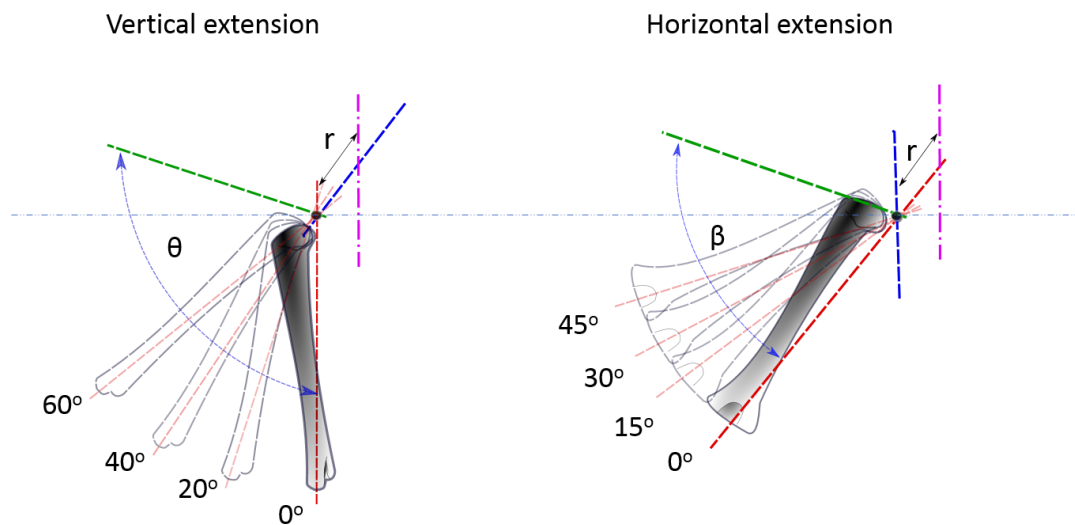 Vertical extension
r
θ
60°
40°
20°
0°
Horizontal extension
r
β
45°
30°
15°
0°